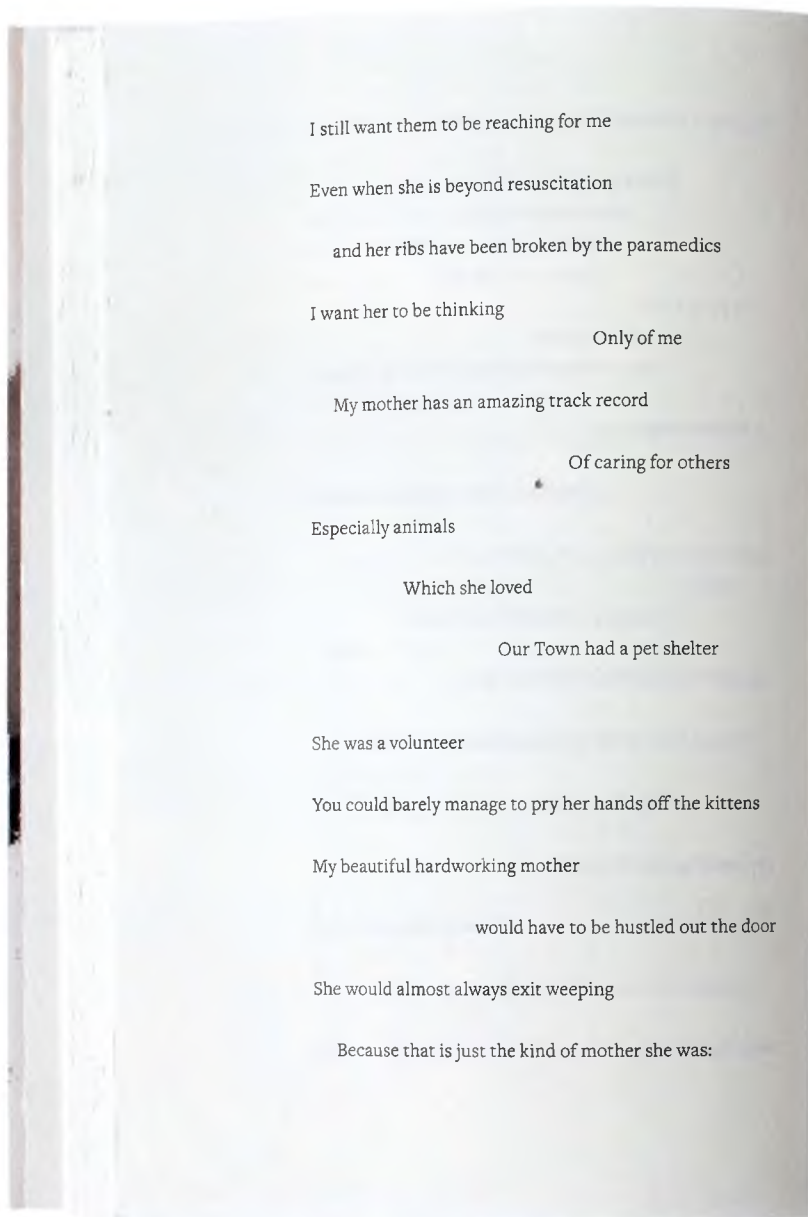 I still want them to be reaching for me
Even when she is beyond resuscitation
and her ribs have been broken by the paramedics
I want her to be thinking
Only of me
My mother has an amazing track record
Of caring for others
Especially animals
Which she loved
Our Town had a pet shelter
She was a volunteer
You could barely manage to pry her hands off the kittens
My beautiful hardworking mother
would have to be hustled out the door
She would almost always exit weeping
Because that is just the kind of mother she was: